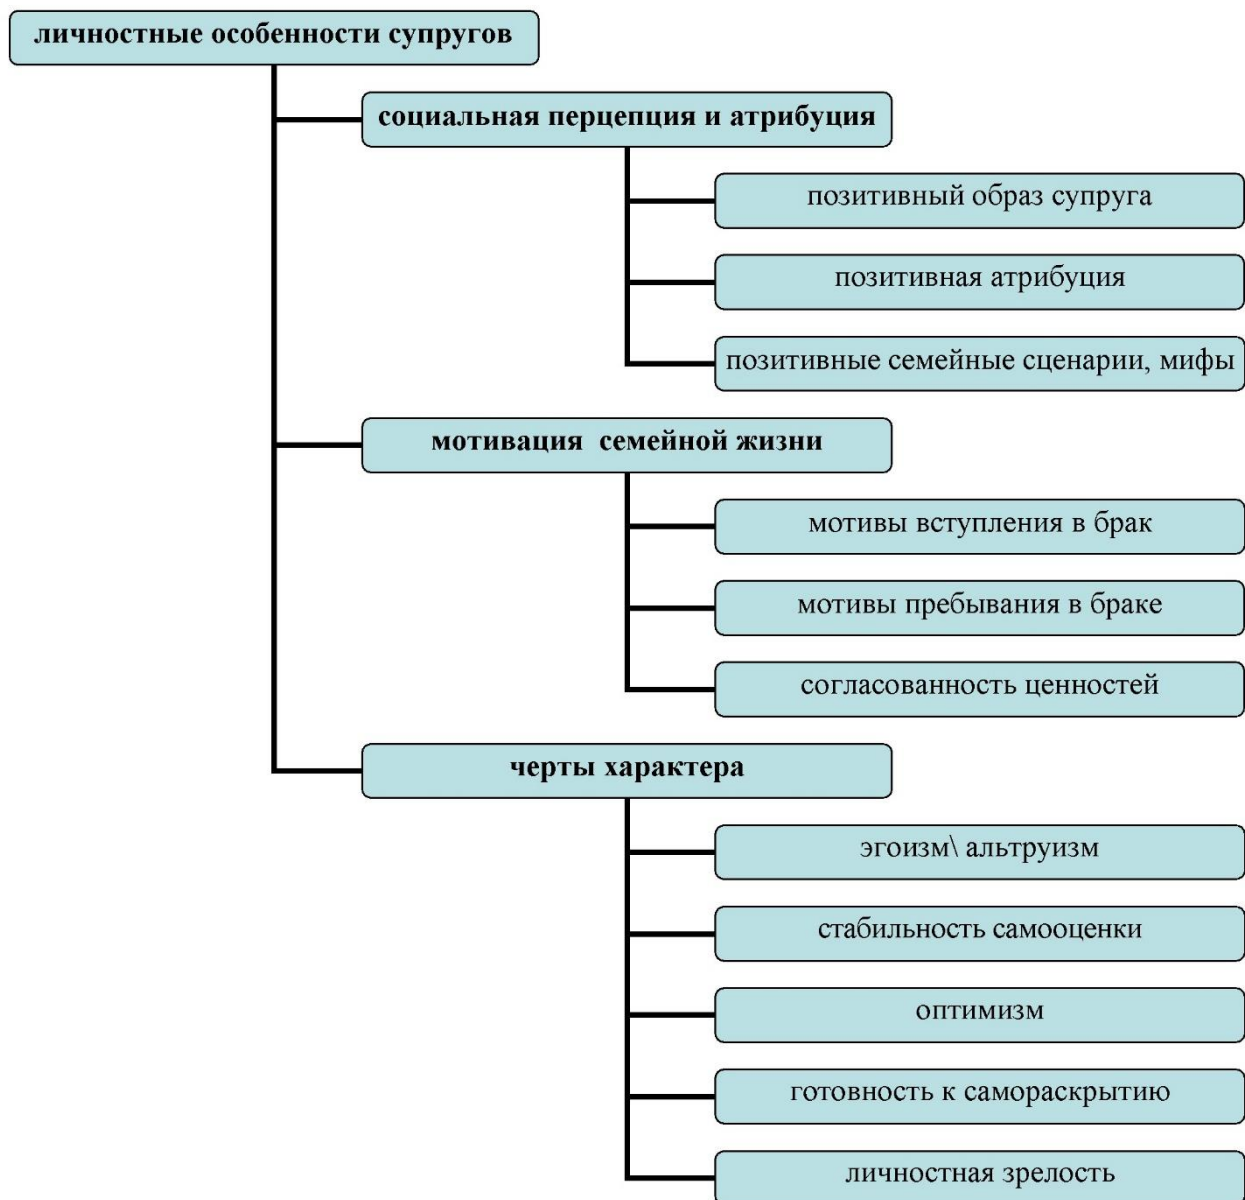 личностные особенности супругов
социальная перцепция и атрибуция
позитивный образ супруга
позитивная атрибуция
позитивные семейные сценарии, мифы
мотивация семейной жизни
мотивы вступления в брак
мотивы пребывания в браке
согласованность ценностей
черты характера
эгоизм\ альтруизм
стабильность самооценки
оптимизм
готовность к самораскрытию
личностная зрелость